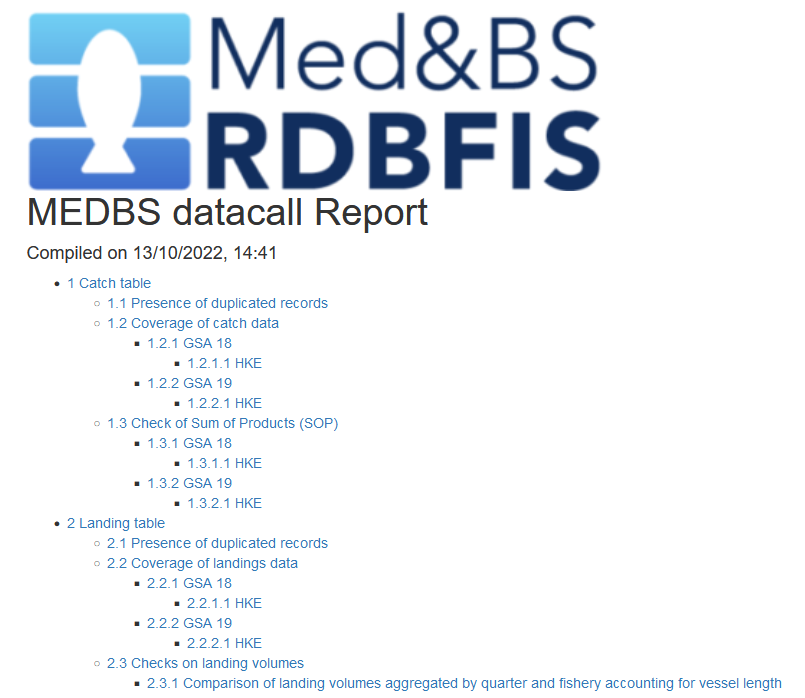 Med&BS
RDBFIS
MEDBS datacall Report
Compiled on 13/10/2022, 14:41
1 Catch table
1.1 Presence of duplicated records
1.2 Coverage of catch data
1.2.1 GSA 18
1.2.1.1 HKE
1.2.2 GSA 19
1.2.2.1 HKE
1.3 Check of Sum of Products (SOP)
1.3.1 GSA 18
1.3.1.1 HKE
1.3.2 GSA 19
1.3.2.1 HKE
2 Landing table
2.1 Presence of duplicated records
2.2 Coverage of landings data
2.2.1 GSA 18
2.2.1.1 HKE
2.2.2 GSA 19
2.2.2.1 HKE
2.3 Checks on landing volumes
2.3.1 Comparison of landing volumes aggregated by quarter and fishery accounting for vessel length